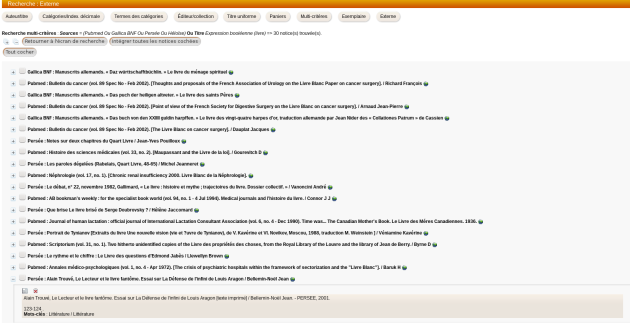 Recherche : Externe
Auteur/titre Catégories/Index. décimale Termes des catégories Éditeur/collection Titre uniforme Paniers Multi-critères Exemplaire Externe
Recherche multi-critères : Sources = (Pubmed Ou Gallica BNF Ou Persée Ou Héloïse) Ou Titre Expression booléenne (livre) => 30 notice(s) trouvée(s).
Retourner à l'écran de recherche Intégrer toutes les notices cochées
Tout cocher
Gallica BNF : Manuscrits allemands. « Daz würtschafftbüchlin. » Le livre du ménage spirituel
Pubmed : Bulletin du cancer (vol. 89 Spec No - Feb 2002). [Thoughts and proposals of the French Association of Urology on the Livre Blanc Paper on cancer surgery]. / Richard François
Gallica BNF : Manuscrits allemands. « Das puch der heiligen altveter. » Le livre des saints Pères
Pubmed : Bulletin du cancer (vol. 89 Spec No - Feb 2002). [Point of view of the French Society for Digestive Surgery on the Livre Blanc on cancer surgery]. / Arnaud Jean-Pierre
Gallica BNF : Manuscrits allemands. « Das bech von den XXIIII guldin harpffen. » Le livre des vingt-quatre harpes d'or, traduction allemande par Jean Nider des « Collationes Patrum » de Cassien
Pubmed : Bulletin du cancer (vol. 89 Spec No - Feb 2002). [The Livre Blanc on cancer surgery]. / Dauplat Jacques
Persée : Notes sur deux chapitres du Quart Livre / Jean-Yves Pouilloux
Pubmed : Histoire des sciences médicales (vol. 33, no. 2). [Maupassant and the Livre de la loi]. / Gourevitch D
Persée : Les paroles dégelées (Rabelais, Quart Livre, 48-65) / Michel Jeanneret
Pubmed : Néphrologie (vol. 17, no. 1). [Chronic renal insufficiency 2000. Livre Blanc de la Néphrologie].
Persée : Le débat, n° 22, novembre 1982, Gallimard, « Le livre : histoire et mythe ; trajectoires du livre. Dossier collectif. » / Vanoncini André
Pubmed : AB bookman's weekly : for the specialist book world (vol. 94, no. 1 - 4 Jul 1994). Medical journals and l'histoire du livre. / Connor J J
Persée : Que brise Le livre brisé de Serge Doubrovsky ? / Hélène Jaccomard
Pubmed : Journal of human lactation : official journal of International Lactation Consultant Association (vol. 6, no. 4 - Dec 1990). Time was... The Canadian Mother's Book. Le Livre des Mères Canadiennes. 1936.
Persée : Portrait de Tynianov [Extraits du livre Une nouvelle vision (vie et l'uvre de Tynianov), de V. Kavérine et Vl. Novikov, Moscou, 1988, traduction M. Weinstein ] / Véniamine Kavérine
Pubmed : Scriptorium (vol. 31, no. 1). Two hitherto unidentified copies of the Livre des propriétés des choses, from the Royal Library of the Louvre and the library of Jean de Berry. / Byrne D
Persée : Le rythme et le chiffre : Le Livre des questions d'Edmond Jabès / Llewellyn Brown
Pubmed : Annales médico-psychologiques (vol. 1, no. 4 - Apr 1972). [The crisis of psychiatric hospitals within the framework of sectorization and the "Livre Blanc"]. / Baruk H
Persée : Alain Trouvé, Le Lecteur et le livre fantôme. Essai sur La Défense de l'infini de Louis Aragon / Bellemin-Noël Jean
Alain Trouvé, Le Lecteur et le livre fantôme. Essai sur La Défense de l'infini de Louis Aragon [texte imprimé] / Bellemin-Noël Jean. - PERSEE, 2001.
123-124.
Mots-clés : Littérature / Littérature